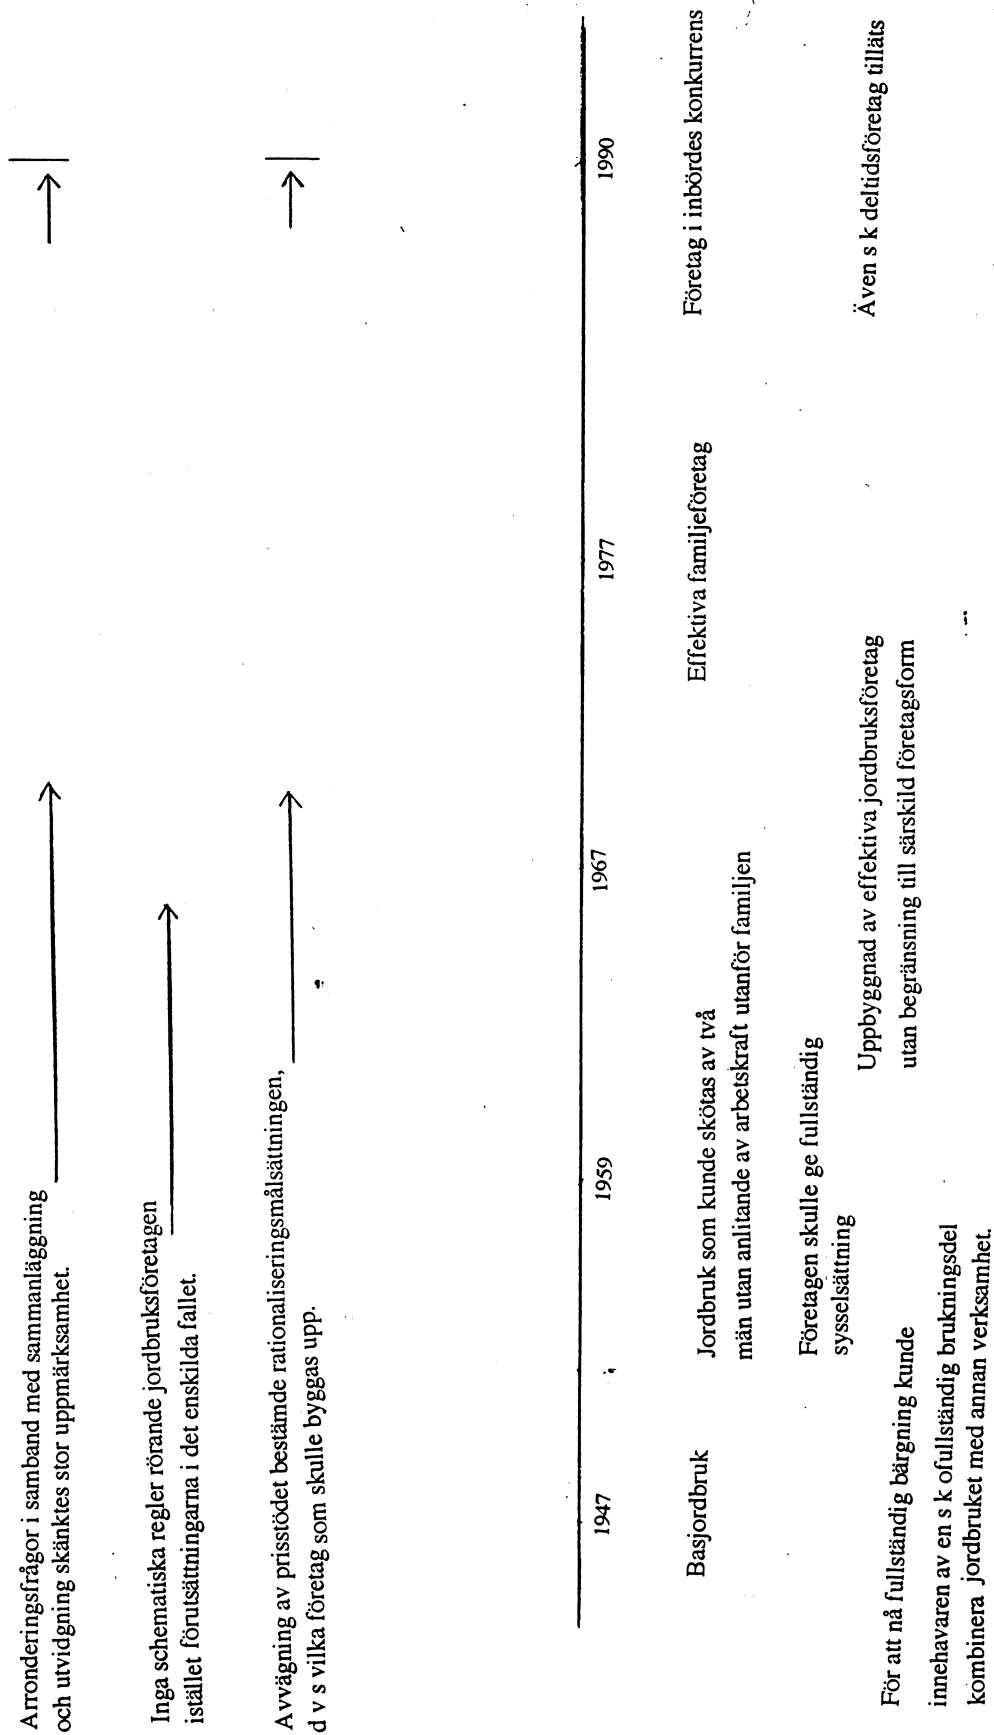 Arronderingsfrågor i samband med sammanläggning
och utvidgning skänktes stor uppmärksamhet.
Inga schematiska regler rörande jordbruksföretagen
istället förutsättningarna i det enskilda fallet.
Avvägning av prisstödet bestämde rationaliseringsmålsättningen,
d v s vilka företag som skulle byggas upp.
1947
1959
1967
1977
1990
Basjordbruk
Jordbruk som kunde skötas av två
män utan anlitande av arbetskraft utanför familjen
Effektiva familjeföretag
Företag i inbördes konkurrens
Företagen skulle ge fullständig
sysselsättning
Uppbyggnad av effektiva jordbruksföretag
utan begränsning till särskild företagsform
Även s k deltidsföretag tilläts
För att nå fullständig bärgning kunde
innehavaren av en s k ofullständig brukningsdel
kombinera jordbruket med annan verksamhet.